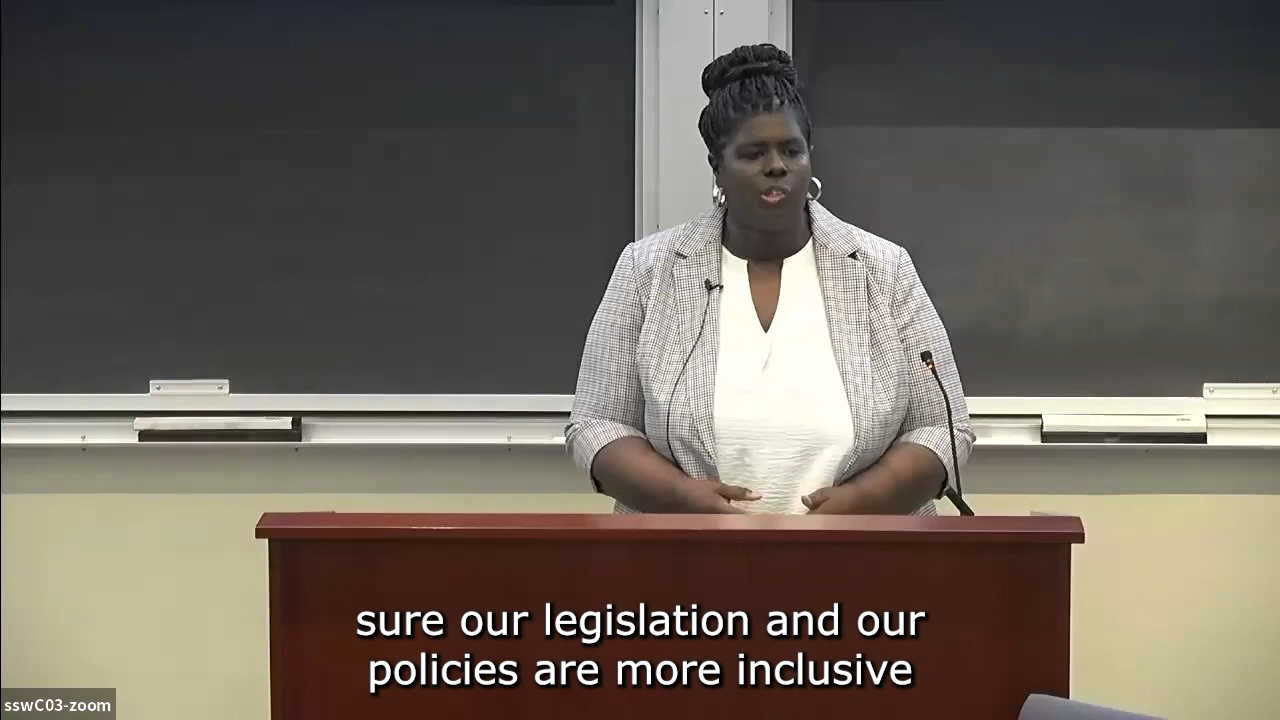 sure our legislation and our
policies are more inclusive
sswC03-zoom